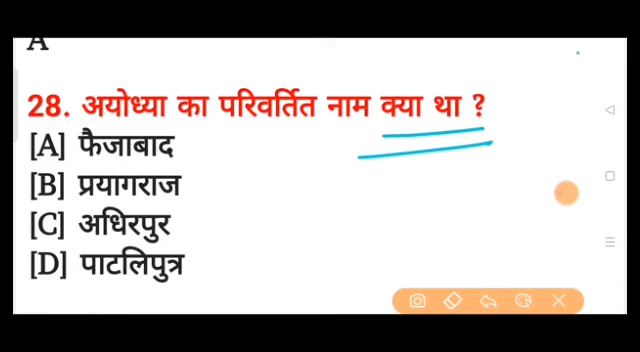 A
28. अयोध्या का परिवर्तित नाम क्या था ?
[A] फैजाबाद
[B] प्रयागराज
[C] अधिरपुर
[D] पाटलिपुत्र